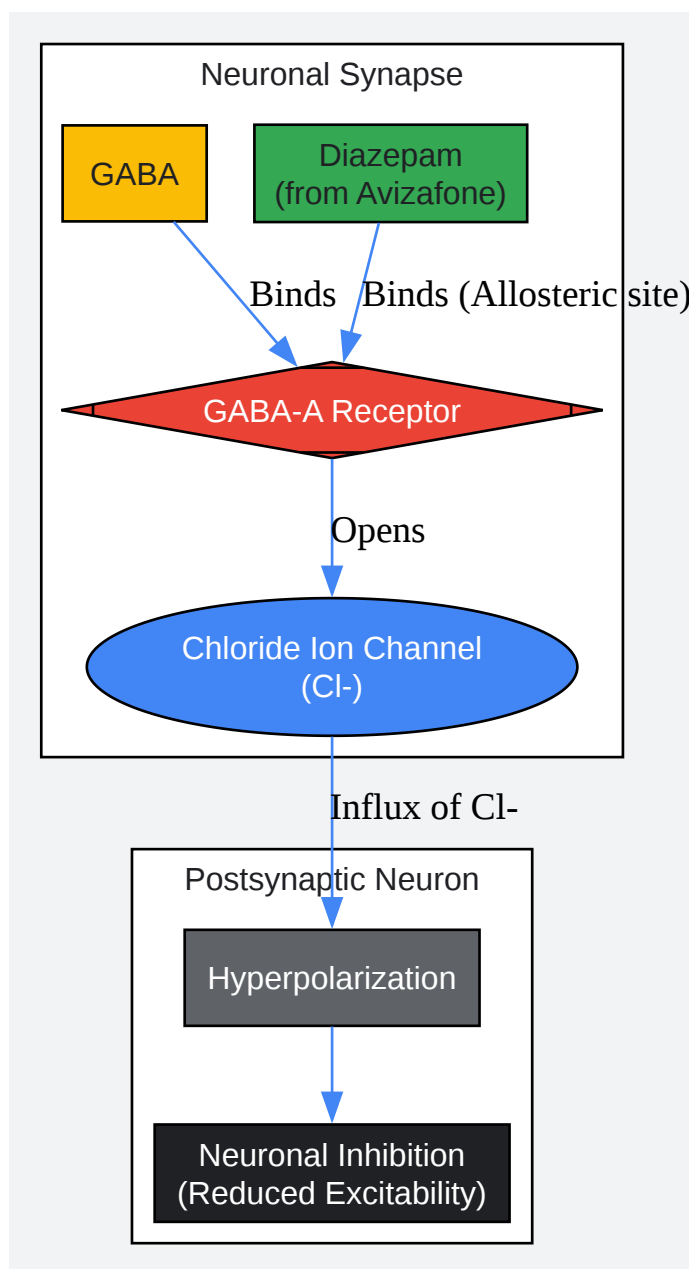 Neuronal Synapse
GABA
Diazepam
(from Avizafone)
Binds
Binds (Allosteric site)
GABA-A Receptor
Opens
Chloride Ion Channel
(Cl-)
Influx of Cl-
Postsynaptic Neuron
Hyperpolarization
Neuronal Inhibition
(Reduced Excitability)